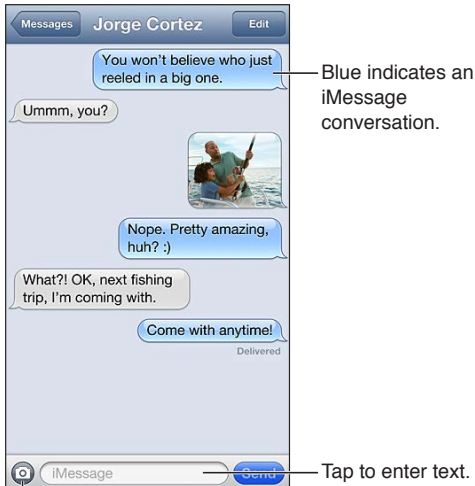 Messages Jorge Cortez Edit
You won't believe who just
reeled in a big one.
Blue indicates an
iMessage
conversation.
Ummm, you?
Nope. Pretty amazing,
huh? :)
What?! OK, next fishing
trip, I'm coming with.
Come with anytime!
Delivered
iMessage Send
Tap to enter text.